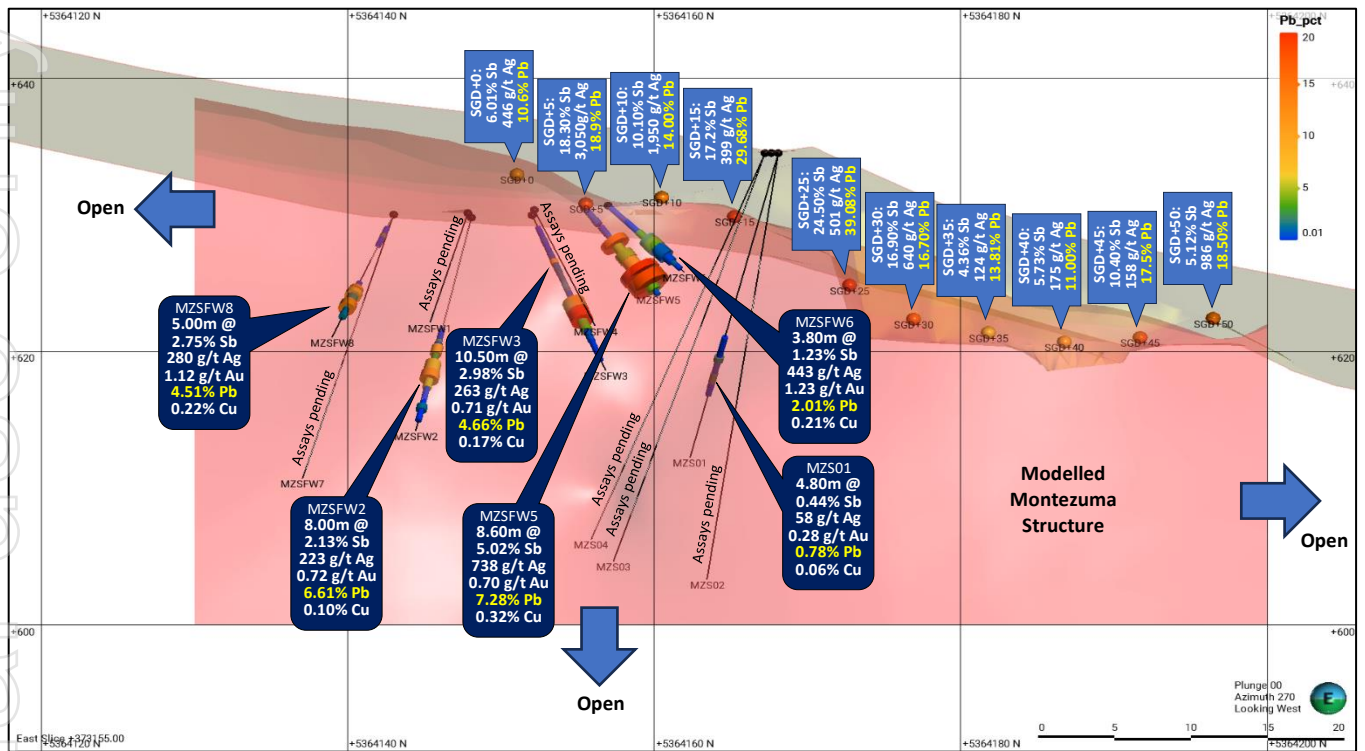 +5364120 N
+5364140 N
+5364160 N
+5364180 N
+5364200 N
Pb_pct
20
15
10
5
0.01
+640
+640
SGD+0:
6.01% Sb
446 g/t Ag
10.6% Pb
SGD+5:
18.30% Sb
3,050g/t Ag
18.9% Pb
SGD+10:
10.10% Sb
1,950 g/t Ag
14.00% Pb
SGD+15:
17.2% Sb
399 g/t Ag
29.68% Pb
SGD+25:
24.50% Sb
501 g/t Ag
39.08% Pb
SGD+30:
16.90% Sb
640 g/t Ag
16.70% Pb
SGD+35:
4.36% Sb
124 g/t Ag
13.81% Pb
SGD+40:
5.73% Sb
175 g/t Ag
11.00% Pb
SGD+45:
10.40% Sb
158 g/t Ag
17.5% Pb
SGD+50:
5.12% Sb
986 g/t Ag
18.50% Pb
SGD+0
SGD+5
SGD+10
SGD+15
SGD+25
SGD+30
SGD+35
SGD+40
SGD+45
SGD+50
Open
Assays pending
Assays pending
Assays pending
Assays pending
Assays pending
Assays pending
MZSFW8
MZSFW1
MZSFW4
MZSFW3
MZSFW5
MZSFW2
MZSFW7
MZS01
MZS04
MZS03
MZS02
+620
+620
MZSFW8
5.00m @
2.75% Sb
280 g/t Ag
1.12 g/t Au
4.51% Pb
0.22% Cu
MZSFW3
10.50m @
2.98% Sb
263 g/t Ag
0.71 g/t Au
4.66% Pb
0.17% Cu
MZSFW6
3.80m @
1.23% Sb
443 g/t Ag
1.23 g/t Au
2.01% Pb
0.21% Cu
MZSFW2
8.00m @
2.13% Sb
223 g/t Ag
0.72 g/t Au
6.61% Pb
0.10% Cu
MZSFW5
8.60m @
5.02% Sb
738 g/t Ag
0.70 g/t Au
7.28% Pb
0.32% Cu
MZS01
4.80m @
0.44% Sb
58 g/t Ag
0.28 g/t Au
0.78% Pb
0.06% Cu
Modelled
Montezuma
Structure
Open
Open
+600
+600
Plunge 00
Azimuth 270
Looking West
E
0 5 10 15 20
East Slice +373155.00
+5364120 N
+5364140 N
+5364160 N
+5364180 N
+5364200 N